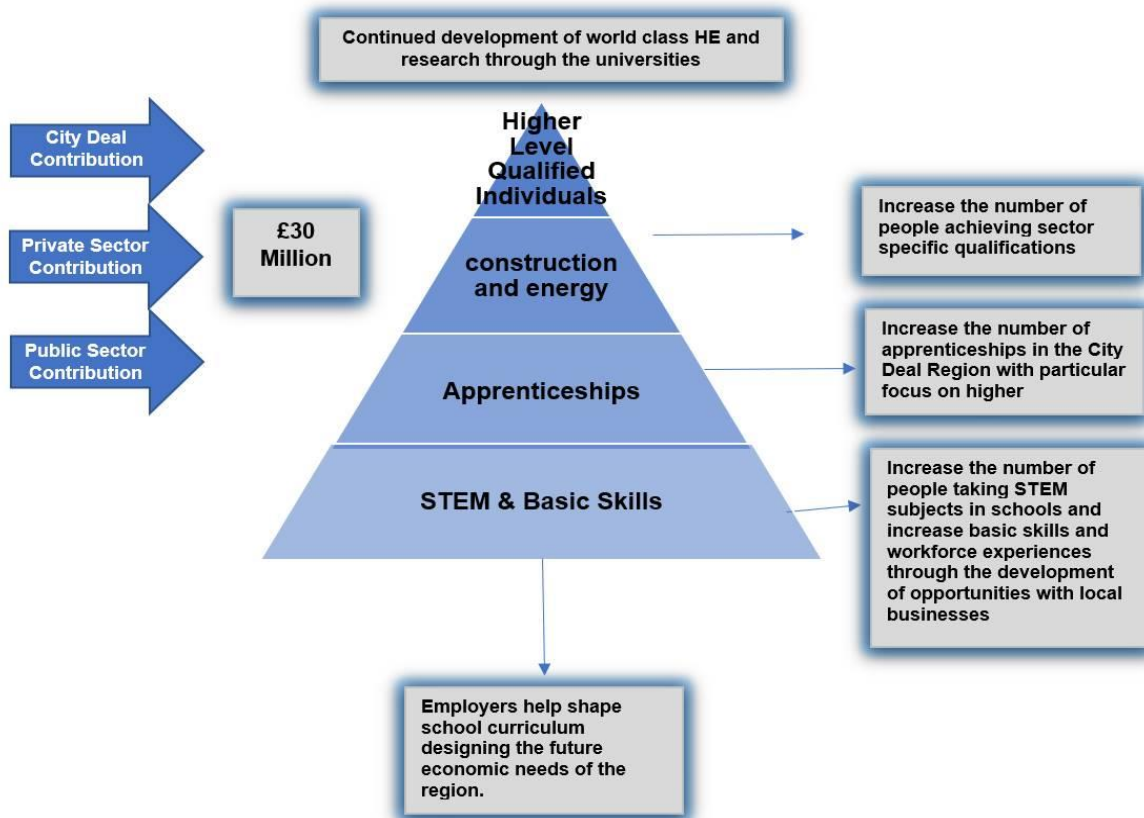 Continued development of world class HE and
research through the universities
City Deal
Contribution
Private Sector
Contribution
Public Sector
Contribution
£30
Million
Higher
Level
Qualified
Individuals
construction
and energy
Apprenticeships
STEM & Basic Skills
Increase the number of
people achieving sector
specific qualifications
Increase the number of
apprenticeships in the City
Deal Region with particular
focus on higher
Increase the number of
people taking STEM
subjects in schools and
increase basic skills and
workforce experiences
through the development
of opportunities with local
businesses
Employers help shape
school curriculum
designing the future
economic needs of the
region.